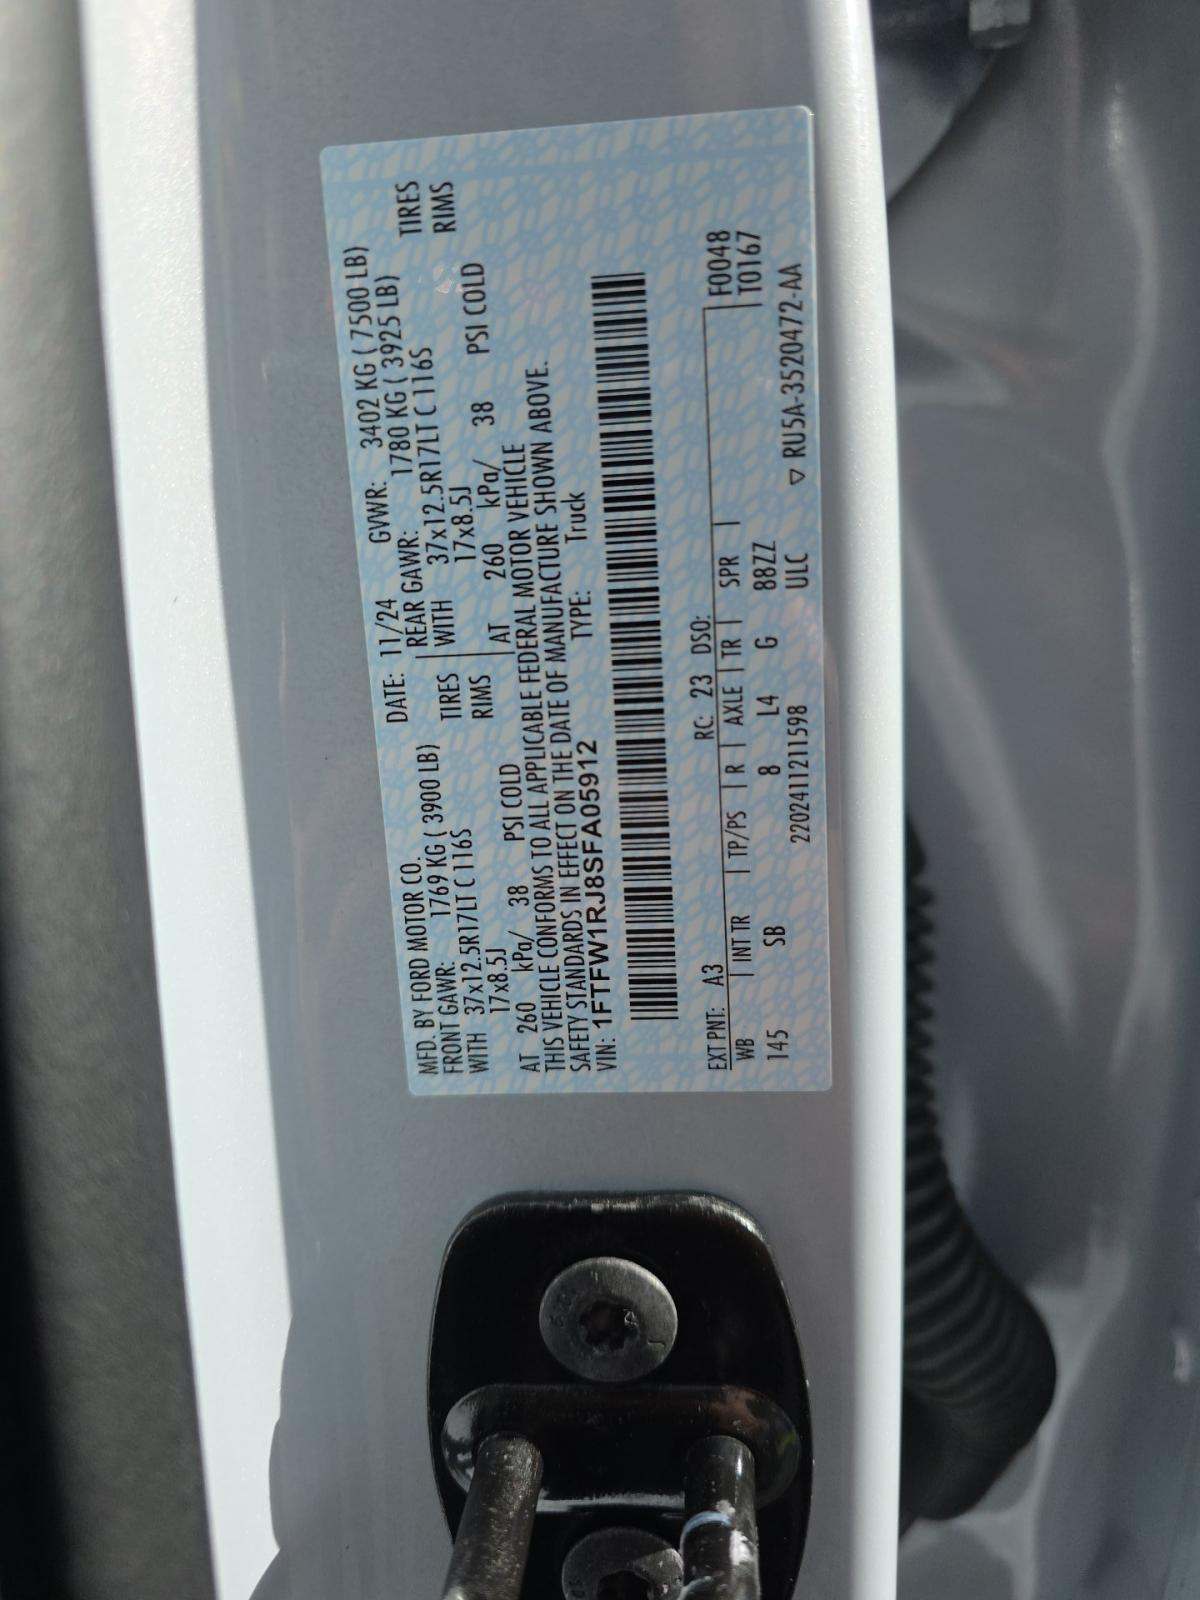 MFD. BY FORD MOTOR CO. DATE: 11/24 GVWR: 3402 KG ( 7500 LB)
FRONT GAWR: 1769 KG ( 3900 LB) REAR GAWR: 1780 KG ( 3925 LB)
WITH 37x12.5R17LT C 116S TIRES WITH 37x12.5R17LT C 116S TIRES
17x8.5J RIMS 17x8.5J RIMS
AT 260 kPa/ 38 PSI COLD AT 260 kPa/ 38 PSI COLD
THIS VEHICLE CONFORMS TO ALL APPLICABLE FEDERAL MOTOR VEHICLE
SAFETY STANDARDS IN EFFECT ON THE DATE OF MANUFACTURE SHOWN ABOVE.
VIN: 1FTFW1RJ8SFA05912 TYPE: Truck
EXT PNT: A3 RC: 23 DSO: F0048
WB INT TR TP/PS R AXLE TR SPR T0167
145 SB 8 L4 G 88ZZ
2202411211598 ULC ▽ RU5A-3520472-AA